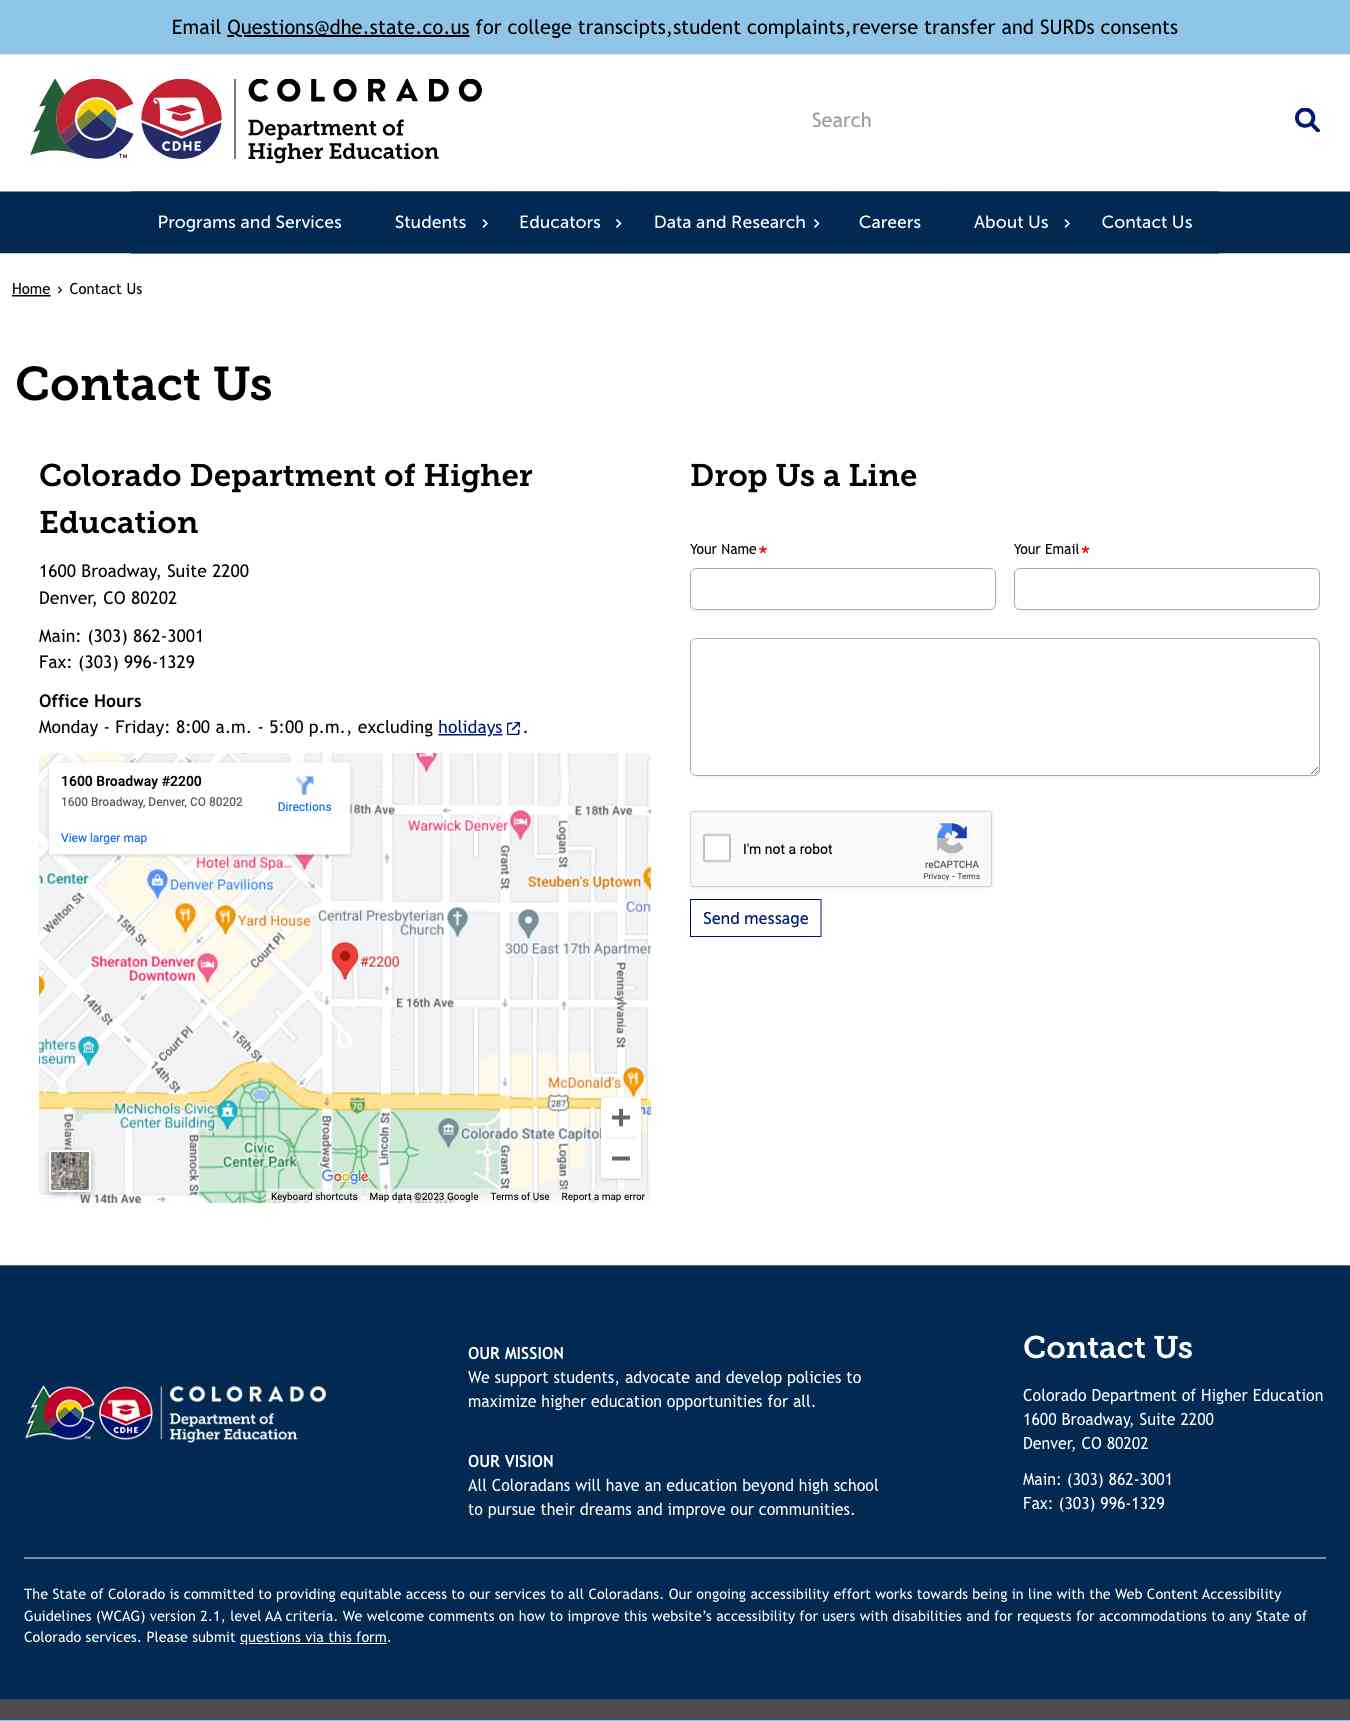 Email Questions@dhe.state.co.us for college transcipts,student complaints,reverse transfer and SURDs consents
CDHE
TM
COLORADO
Department of
Higher Education
Search
Programs and Services Students Educators Data and Research Careers About Us Contact Us
Home › Contact Us
Contact Us
Colorado Department of Higher
Education
1600 Broadway, Suite 2200
Denver, CO 80202
Main: (303) 862-3001
Fax: (303) 996-1329
Office Hours
Monday - Friday: 8:00 a.m. - 5:00 p.m., excluding holidays.
1600 Broadway #2200
1600 Broadway, Denver, CO 80202
Directions
View larger map
18th Ave
E 18th Ave
Warwick Denver
Logan St
Grant St
Hotel and Spa...
Center
Denver Pavilions
Steuben's Uptown
Welton St
15th St
Yard House
Central Presbyterian
Church
Com
300 East 17th Apartmen
Court Pl
Sheraton Denver
Downtown
#2200
Pennsylvania St
14th St
E 16th Ave
Court Pl
15th St
14th St
ghters
useum
McDonald's
70
287
McNichols Civic
Center Building
Colorado State Capitol
Civic
Center Park
Delawa
Bannock St
Broadway
Lincoln St
Grant St
Logan St
Google
W 14th Ave
Keyboard shortcuts Map data ©2023 Google Terms of Use Report a map error
Drop Us a Line
Your Name* Your Email*
I'm not a robot
reCAPTCHA
Privacy - Terms
Send message
CDHE
COLORADO
Department of
Higher Education
OUR MISSION
We support students, advocate and develop policies to
maximize higher education opportunities for all.
OUR VISION
All Coloradans will have an education beyond high school
to pursue their dreams and improve our communities.
Contact Us
Colorado Department of Higher Education
1600 Broadway, Suite 2200
Denver, CO 80202
Main: (303) 862-3001
Fax: (303) 996-1329
The State of Colorado is committed to providing equitable access to our services to all Coloradans. Our ongoing accessibility effort works towards being in line with the Web Content Accessibility
Guidelines (WCAG) version 2.1, level AA criteria. We welcome comments on how to improve this website's accessibility for users with disabilities and for requests for accommodations to any State of
Colorado services. Please submit questions via this form.